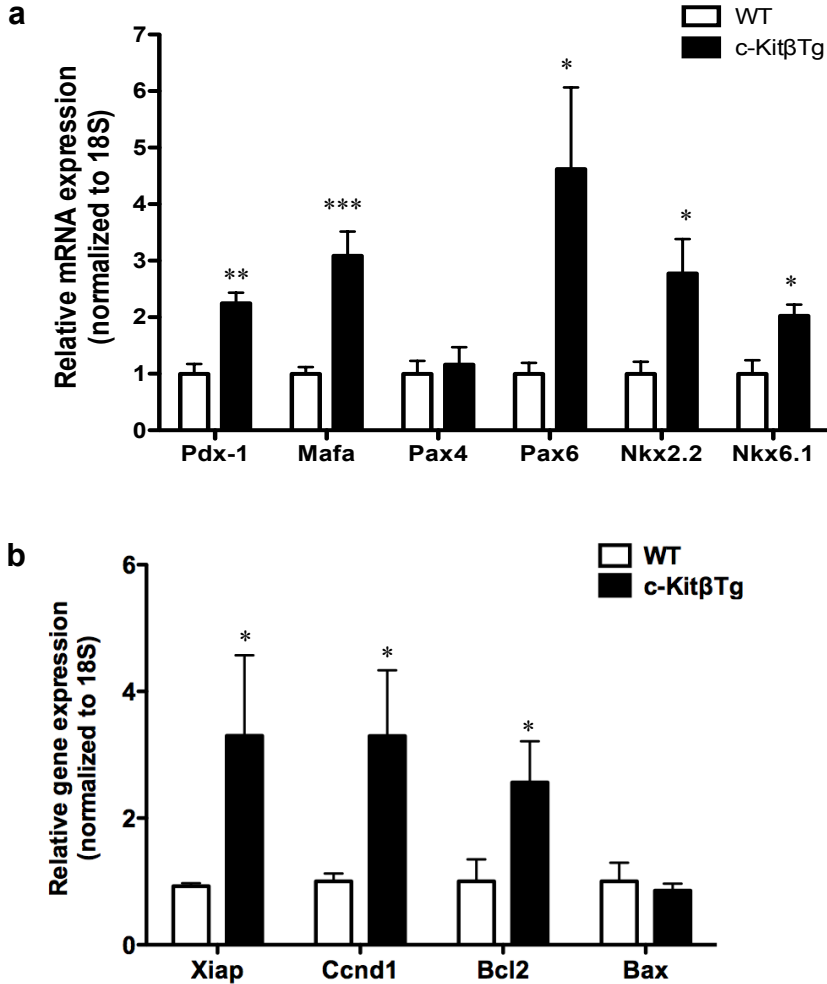 a
WT
c-KitβTg
Relative mRNA expression
(normalized to 18S)
7
6
5
4
3
2
1
0
**
***
*
*
*
Pdx-1 Mafa Pax4 Pax6 Nkx2.2 Nkx6.1
b
WT
c-KitβTg
Relative gene expression
(normalized to 18S)
6
4
2
0
*
*
*
Xiap Ccnd1 Bcl2 Bax